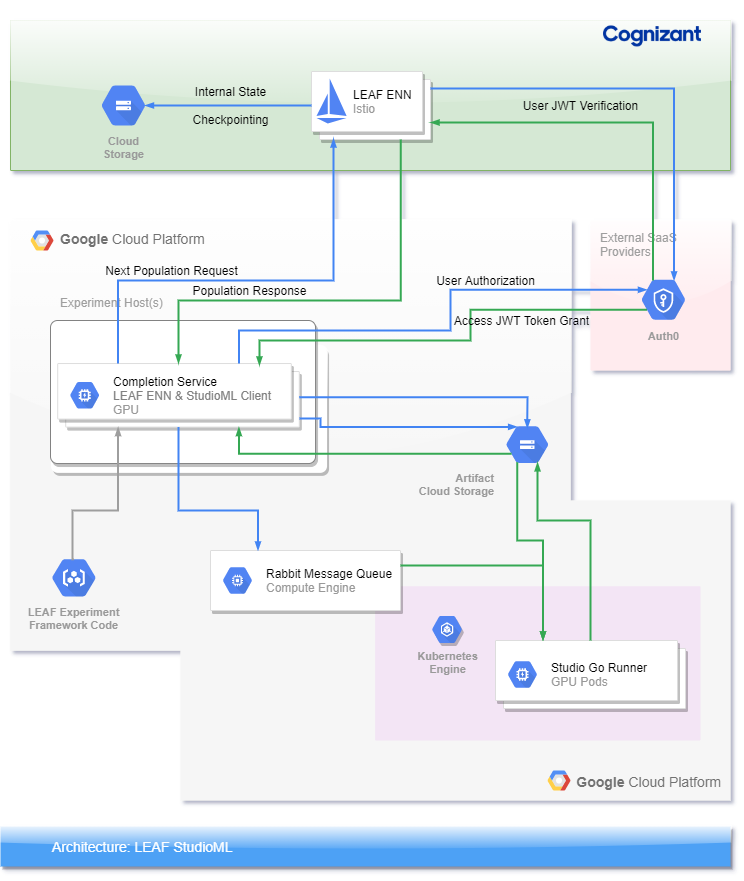 Cognizant
Internal State
Checkpointing
LEAF ENN
Istio
User JWT Verification
Cloud
Storage
Google Cloud Platform
External SaaS
Providers
Next Population Request
Population Response
User Authorization
Experiment Host(s)
Access JWT Token Grant
Auth0
Completion Service
LEAF ENN & StudioML Client
GPU
Artifact
Cloud Storage
Rabbit Message Queue
Compute Engine
LEAF Experiment
Framework Code
Kubernetes
Engine
Studio Go Runner
GPU Pods
Google Cloud Platform
Architecture: LEAF StudioML